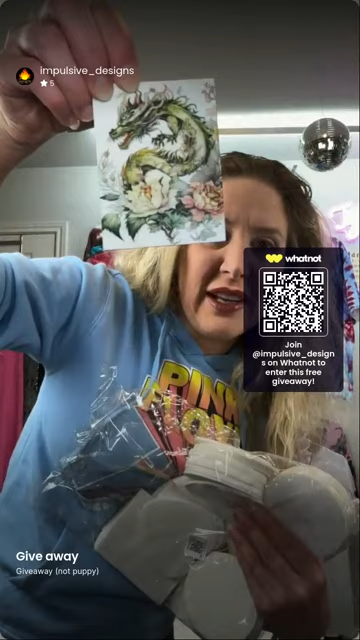 impulsive_designs
★ 5
whatnot
Join
@impulsive_design
s on Whatnot to
enter this free
giveaway!
PINK
Give away
Giveaway (not puppy)